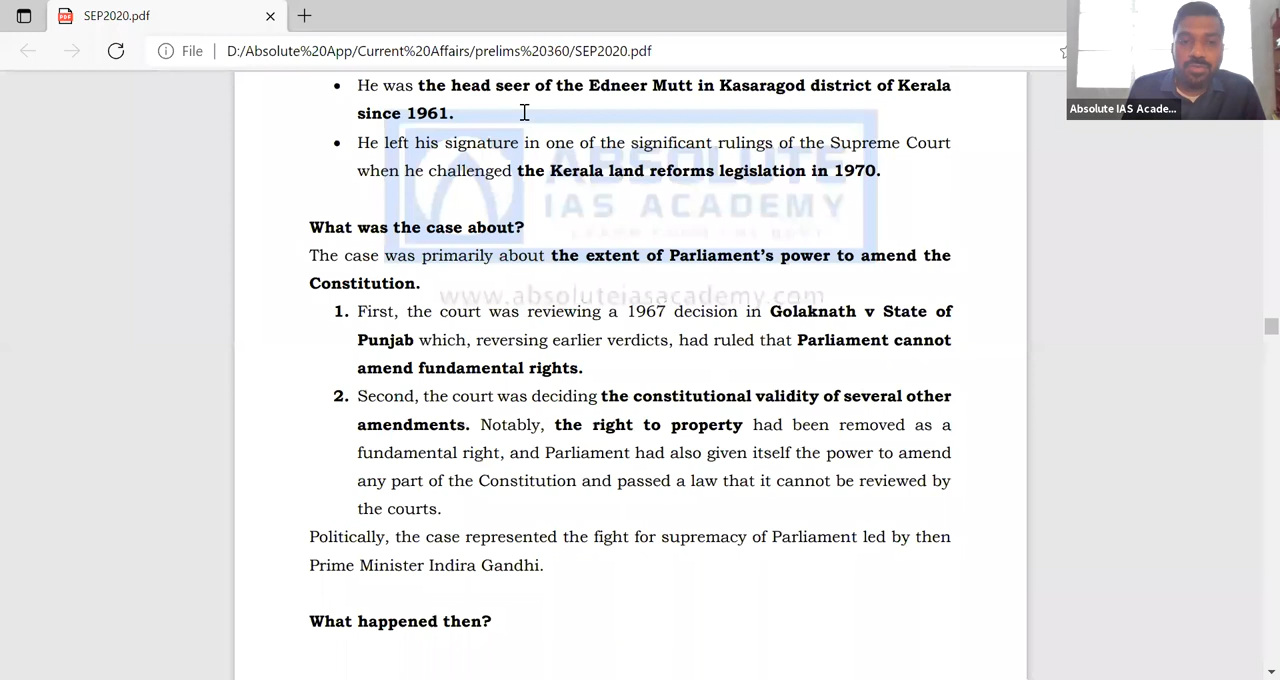 SEP2020.pdf
File | D:/Absolute%20App/Current%20Affairs/prelims%20360/SEP2020.pdf
Absolute IAS Acade...
• He was the head seer of the Edneer Mutt in Kasaragod district of Kerala
since 1961.
• He left his signature in one of the significant rulings of the Supreme Court
when he challenged the Kerala land reforms legislation in 1970.
ABSOLUTE
IAS ACADEMY
What was the case about?
The case was primarily about the extent of Parliament’s power to amend the
Constitution.
www.absoluteiasacademy.com
1. First, the court was reviewing a 1967 decision in Golaknath v State of
Punjab which, reversing earlier verdicts, had ruled that Parliament cannot
amend fundamental rights.
2. Second, the court was deciding the constitutional validity of several other
amendments. Notably, the right to property had been removed as a
fundamental right, and Parliament had also given itself the power to amend
any part of the Constitution and passed a law that it cannot be reviewed by
the courts.
Politically, the case represented the fight for supremacy of Parliament led by then
Prime Minister Indira Gandhi.
What happened then?